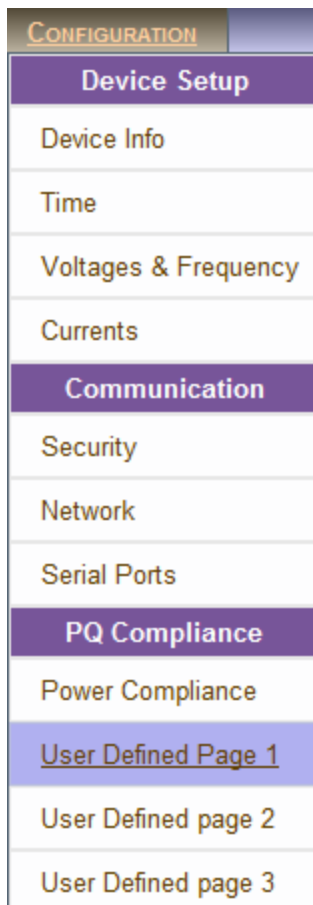 CONFIGURATION
Device Setup
Device Info
Time
Voltages & Frequency
Currents
Communication
Security
Network
Serial Ports
PQ Compliance
Power Compliance
User Defined Page 1
User Defined page 2
User Defined page 3